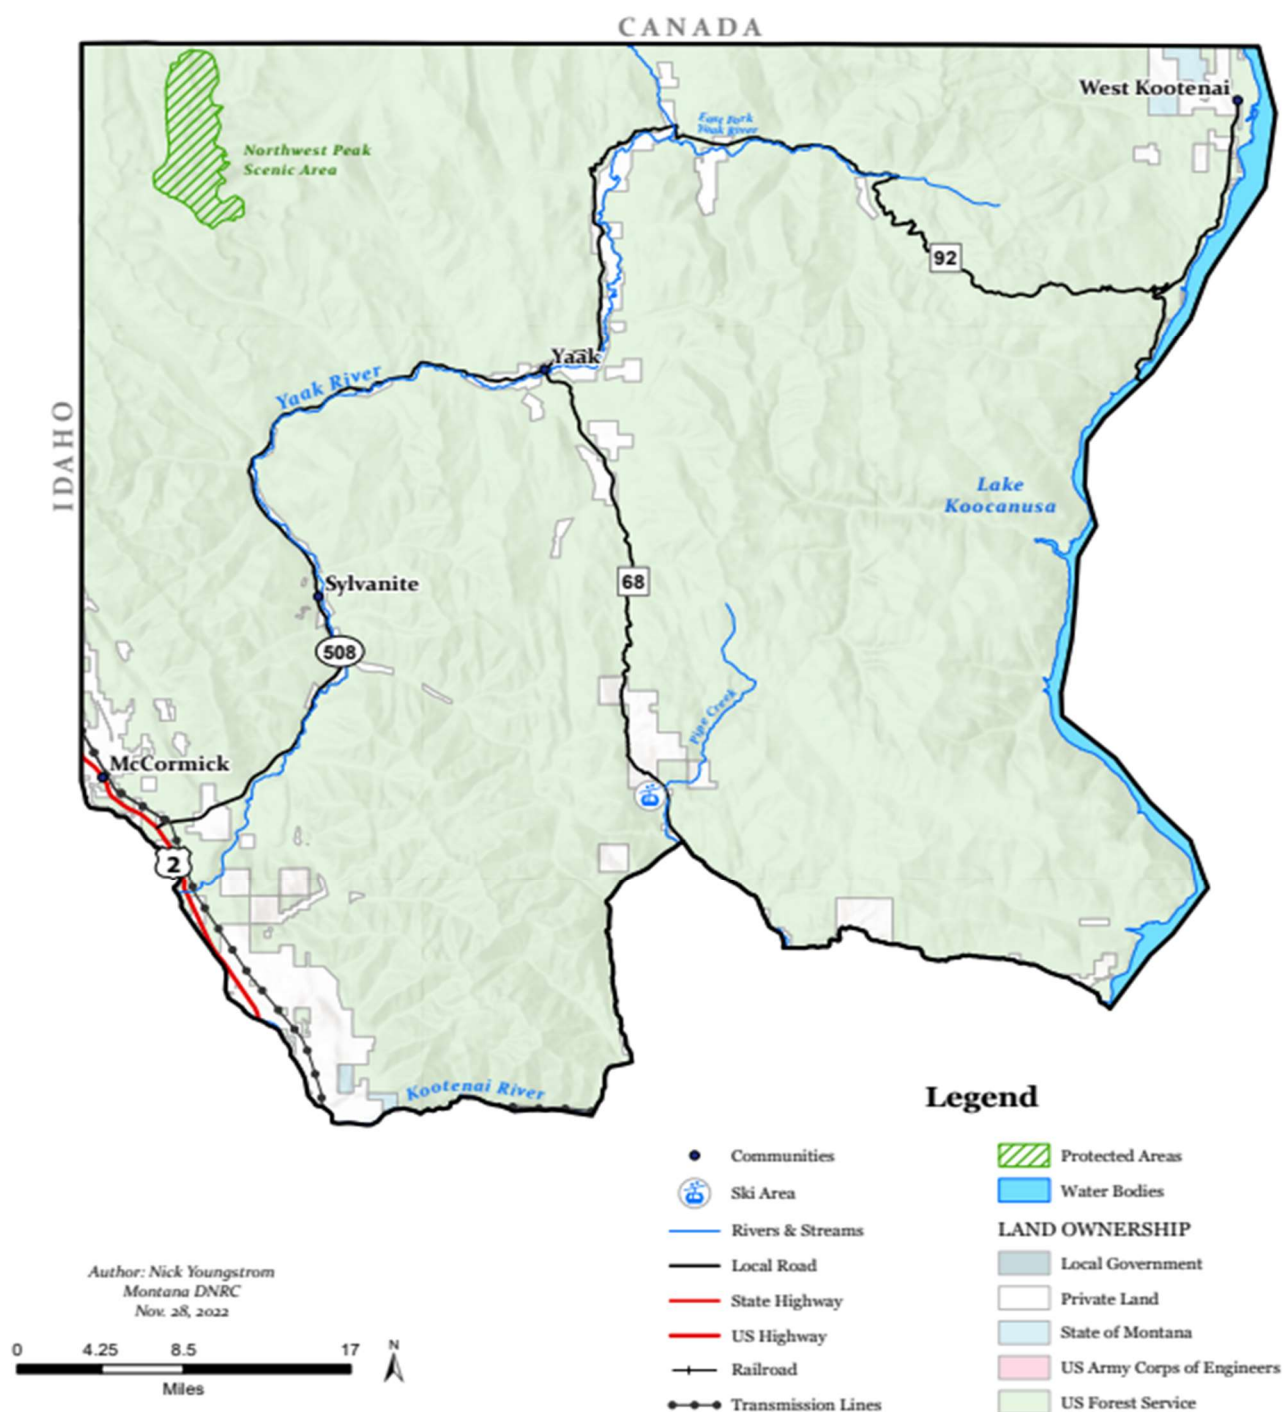 CANADA
West Kootenai
East Fork
Yaak River
Northwest Peak
Scenic Area
92
Yaak
Yaak River
IDAHO
Lake
Koocanusa
Sylvanite
68
508
Pipe Creek
McCormick
2
Kootenai River
Legend
Communities
Ski Area
Rivers & Streams
Local Road
State Highway
US Highway
Railroad
Transmission Lines
Protected Areas
Water Bodies
LAND OWNERSHIP
Local Government
Private Land
State of Montana
US Army Corps of Engineers
US Forest Service
Author: Nick Youngstrom
Montana DNRC
Nov. 28, 2022
0 4.25 8.5 17
Miles
N